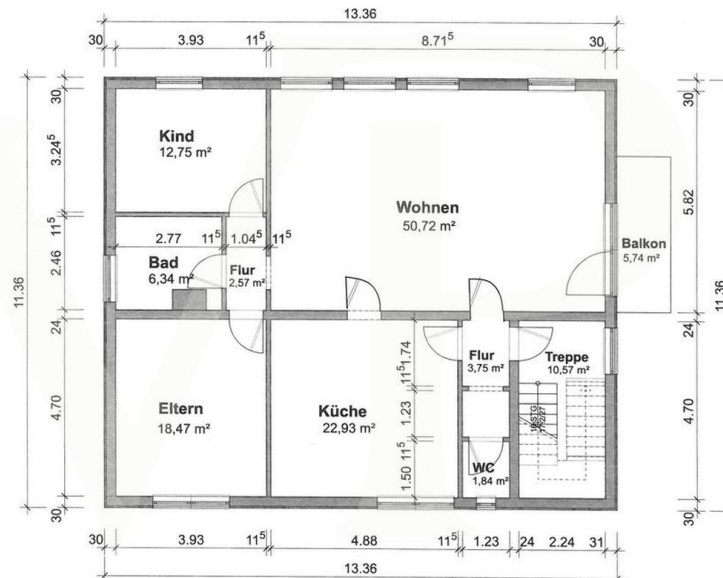 13.36
30 3.93 11⁵ 8.71⁵ 30
30
3.24⁵
11⁵
2.46
24
4.70
30
11.36
Kind
12,75 m²
Wohnen
50,72 m²
2.77 11⁵ 1.04⁵ 11⁵
Bad
6,34 m²
Flur
2,57 m²
Balkon
5,74 m²
30
5.82
24
4.70
30
11.36
Eltern
18,47 m²
Küche
22,93 m²
1.74
11⁵
1.23
11⁵
1.50
Flur
3,75 m²
Treppe
10,57 m²
WC
1,84 m²
30 3.93 11⁵ 4.88 11⁵ 1.23 24 2.24 31
13.36